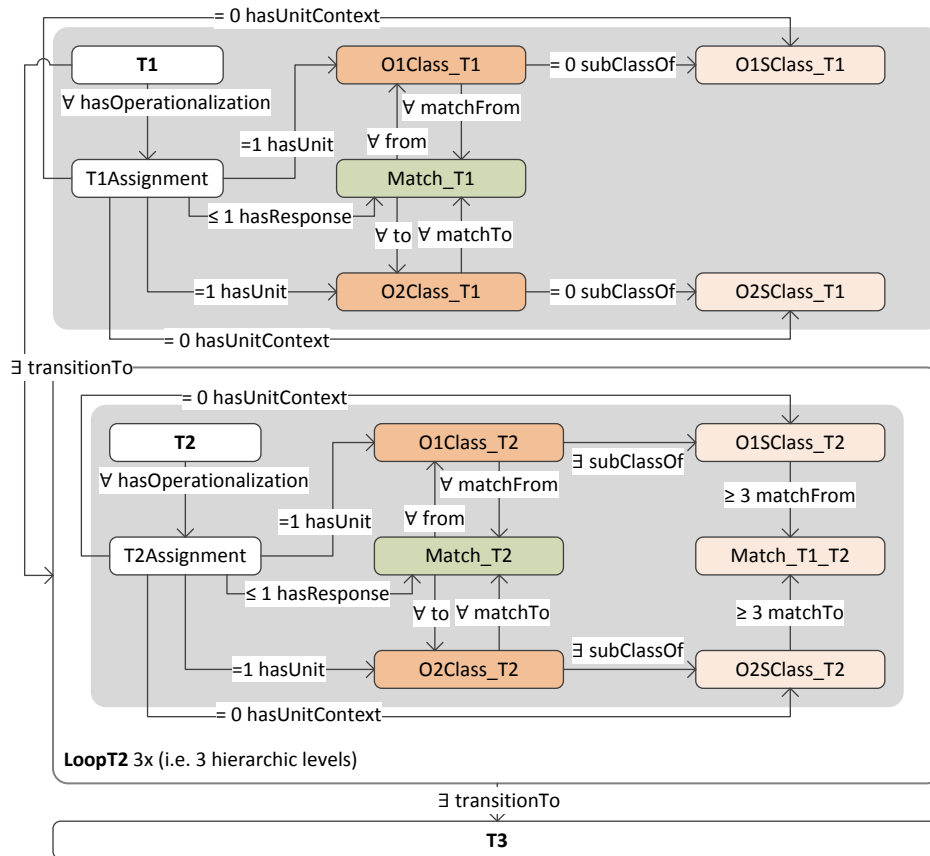 = 0 hasUnitContext
T1
O1Class_T1
= 0 subClassOf
O1SClass_T1
∀ hasOperationalization
∀ matchFrom
=1 hasUnit
∀ from
T1Assignment
Match_T1
≤ 1 hasResponse
∀ to
∀ matchTo
=1 hasUnit
O2Class_T1
= 0 subClassOf
O2SClass_T1
= 0 hasUnitContext
∃ transitionTo
= 0 hasUnitContext
T2
O1Class_T2
∃ subClassOf
O1SClass_T2
∀ hasOperationalization
∀ matchFrom
≥ 3 matchFrom
=1 hasUnit
∀ from
T2Assignment
Match_T2
Match_T1_T2
≤ 1 hasResponse
∀ to
∀ matchTo
≥ 3 matchTo
=1 hasUnit
O2Class_T2
∃ subClassOf
O2SClass_T2
= 0 hasUnitContext
LoopT2 3x (i.e. 3 hierarchic levels)
∃ transitionTo
T3